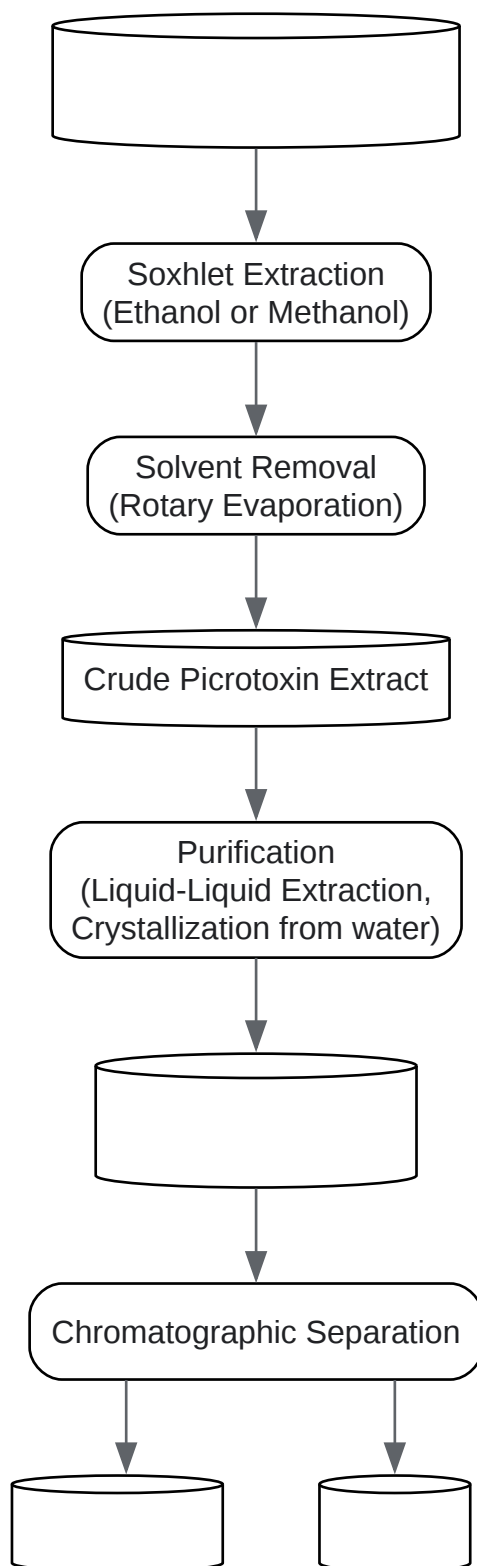 Soxhlet Extraction
(Ethanol or Methanol)
Solvent Removal
(Rotary Evaporation)
Crude Picrotoxin Extract
Purification
(Liquid-Liquid Extraction,
Crystallization from water)
Chromatographic Separation